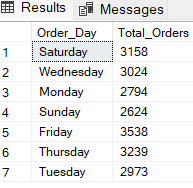 Results Messages
Order_Day Total_Orders
1 Saturday 3158
2 Wednesday 3024
3 Monday 2794
4 Sunday 2624
5 Friday 3538
6 Thursday 3239
7 Tuesday 2973